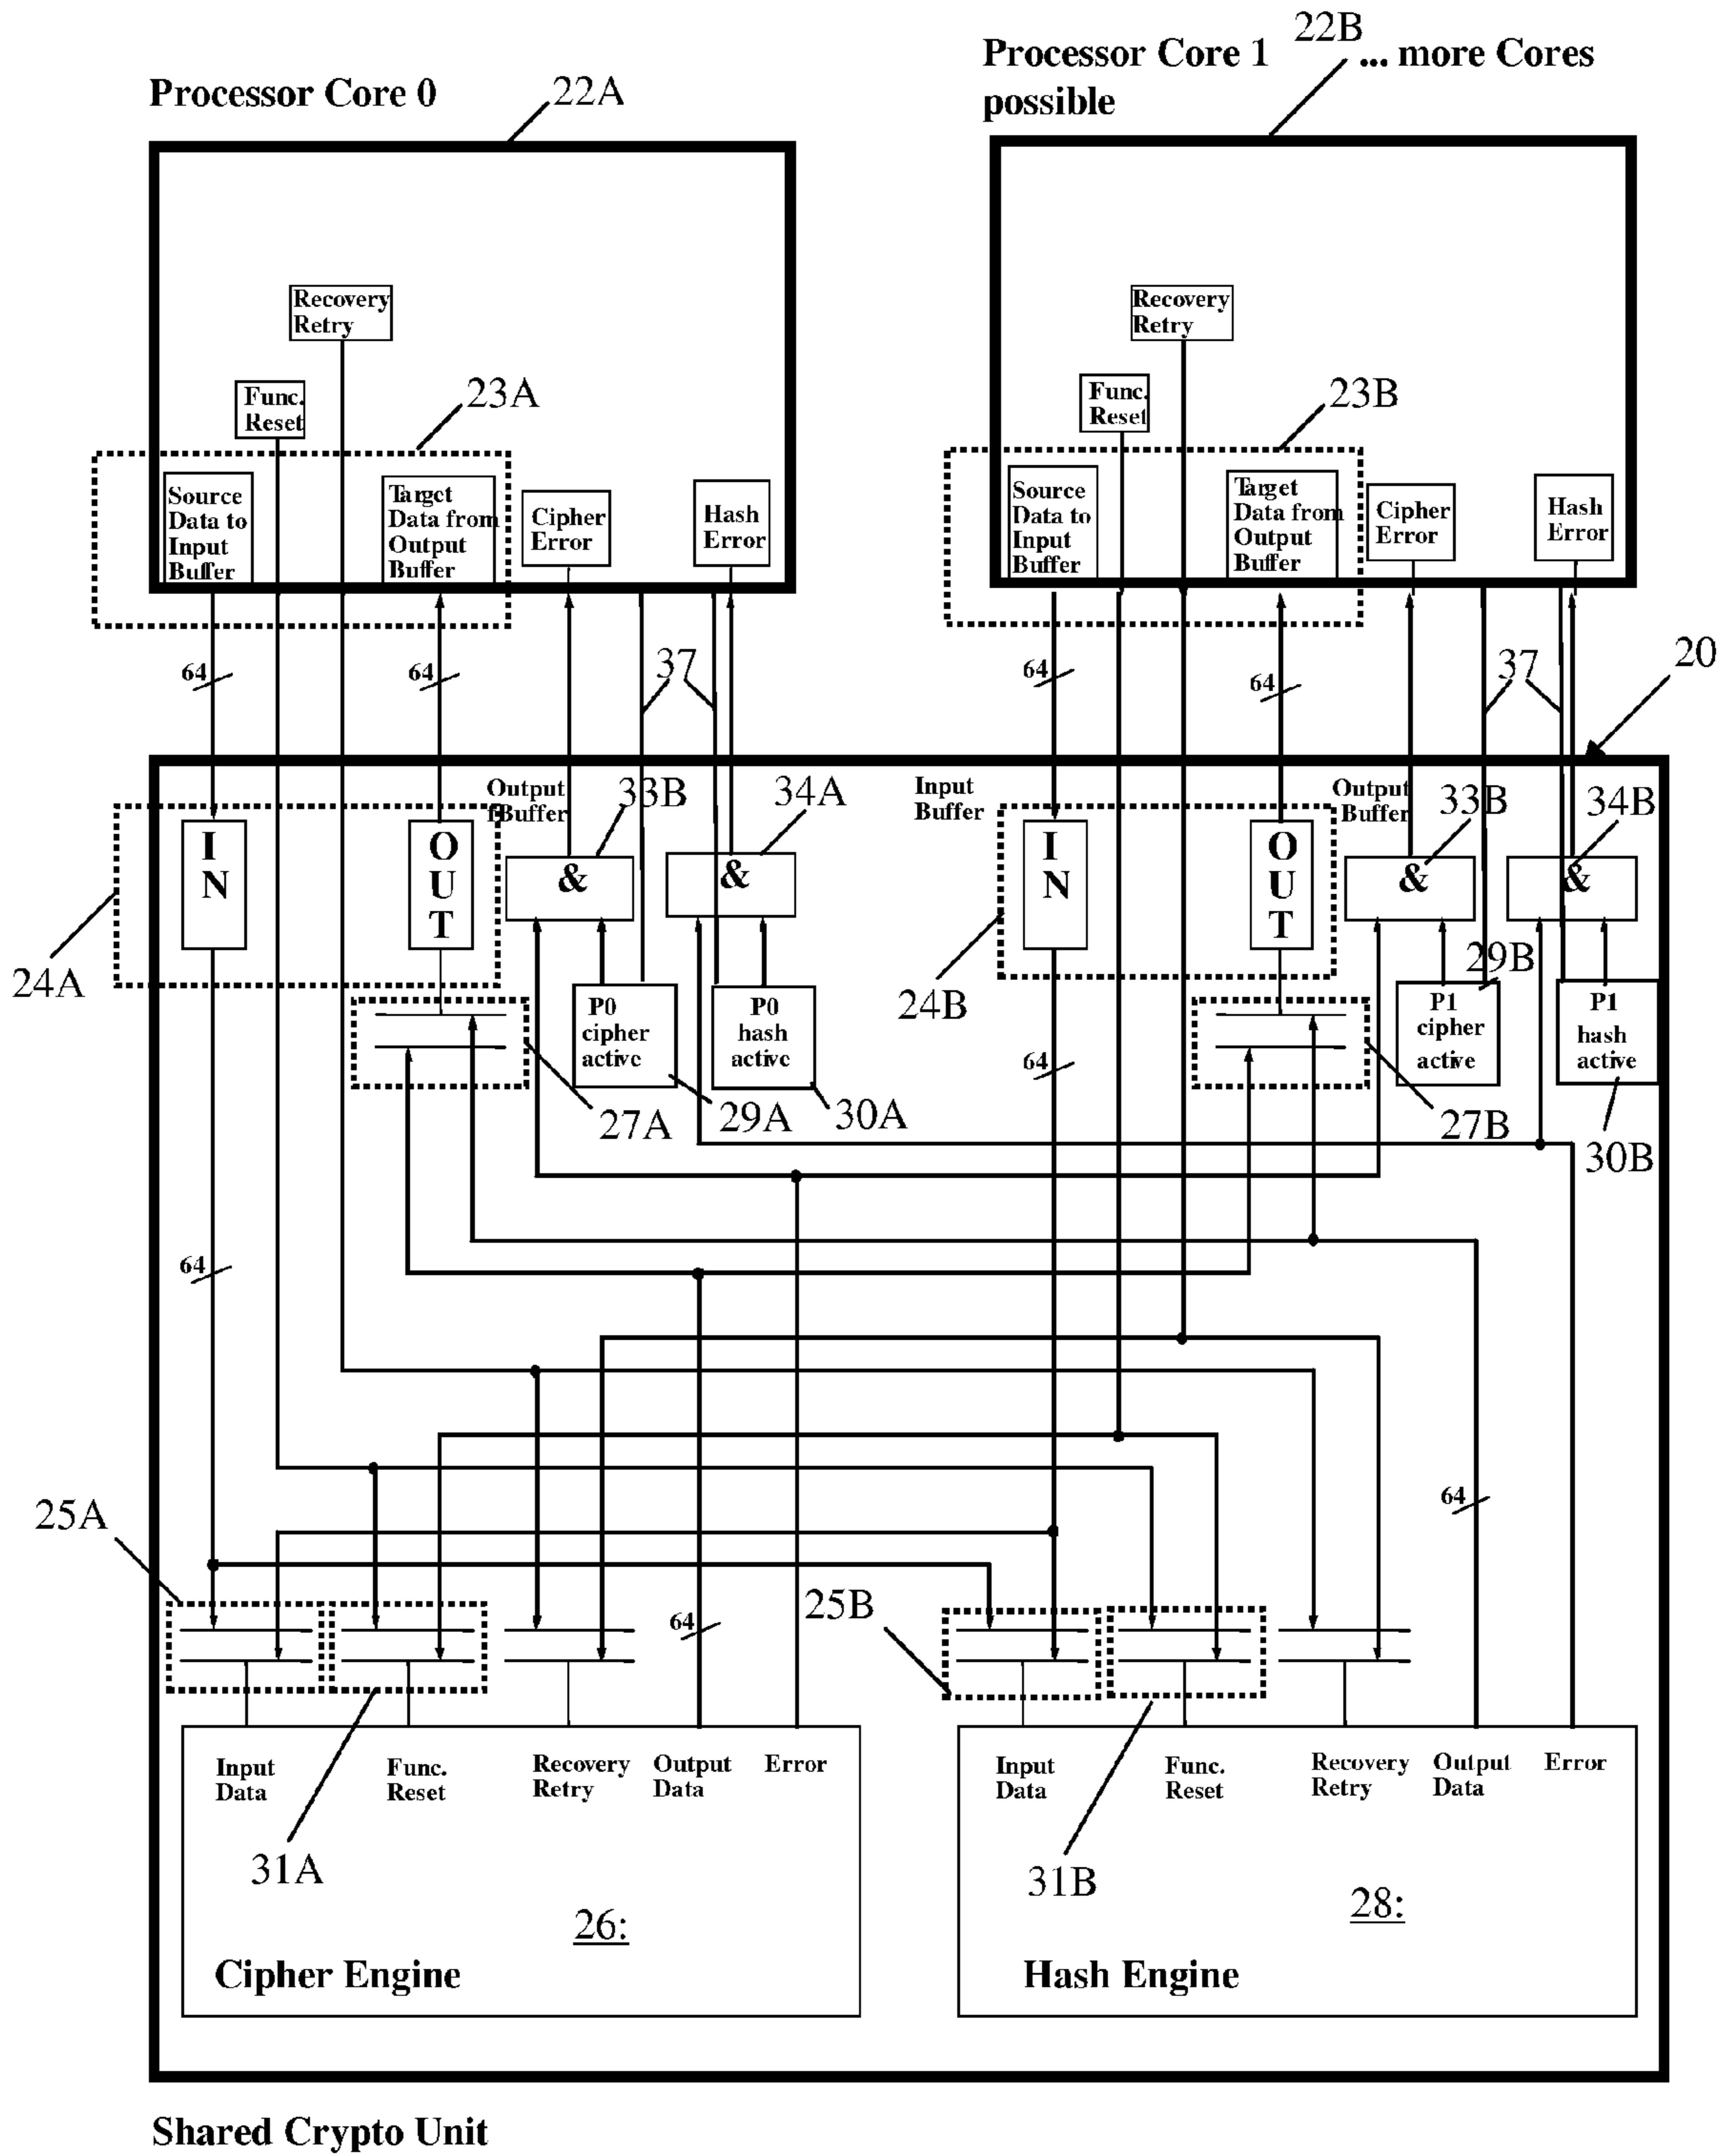 Processor Core 0
22A
Processor Core 1
22B
... more Cores
possible
Recovery
Retry
Func.
Reset
23A
Source
Data to
Input
Buffer
Target
Data from
Output
Buffer
Cipher
Error
Hash
Error
Recovery
Retry
Func.
Reset
23B
Source
Data to
Input
Buffer
Target
Data from
Output
Buffer
Cipher
Error
Hash
Error
64
64
37
64
64
37
20
Output
fBuffer
33B
34A
Input
Buffer
Output
Buffer
33B
34B
I
N
O
U
T
&
&
I
N
O
U
T
&
&
24A
24B
29B
P0
cipher
active
P0
hash
active
P1
cipher
active
P1
hash
active
64
27A
29A
30A
27B
30B
64
64
25A
25B
64
Input
Data
Func.
Reset
Recovery
Retry
Output
Data
Error
Input
Data
Func.
Reset
Recovery
Retry
Output
Data
Error
31A
31B
26:
28:
Cipher Engine
Hash Engine
Shared Crypto Unit